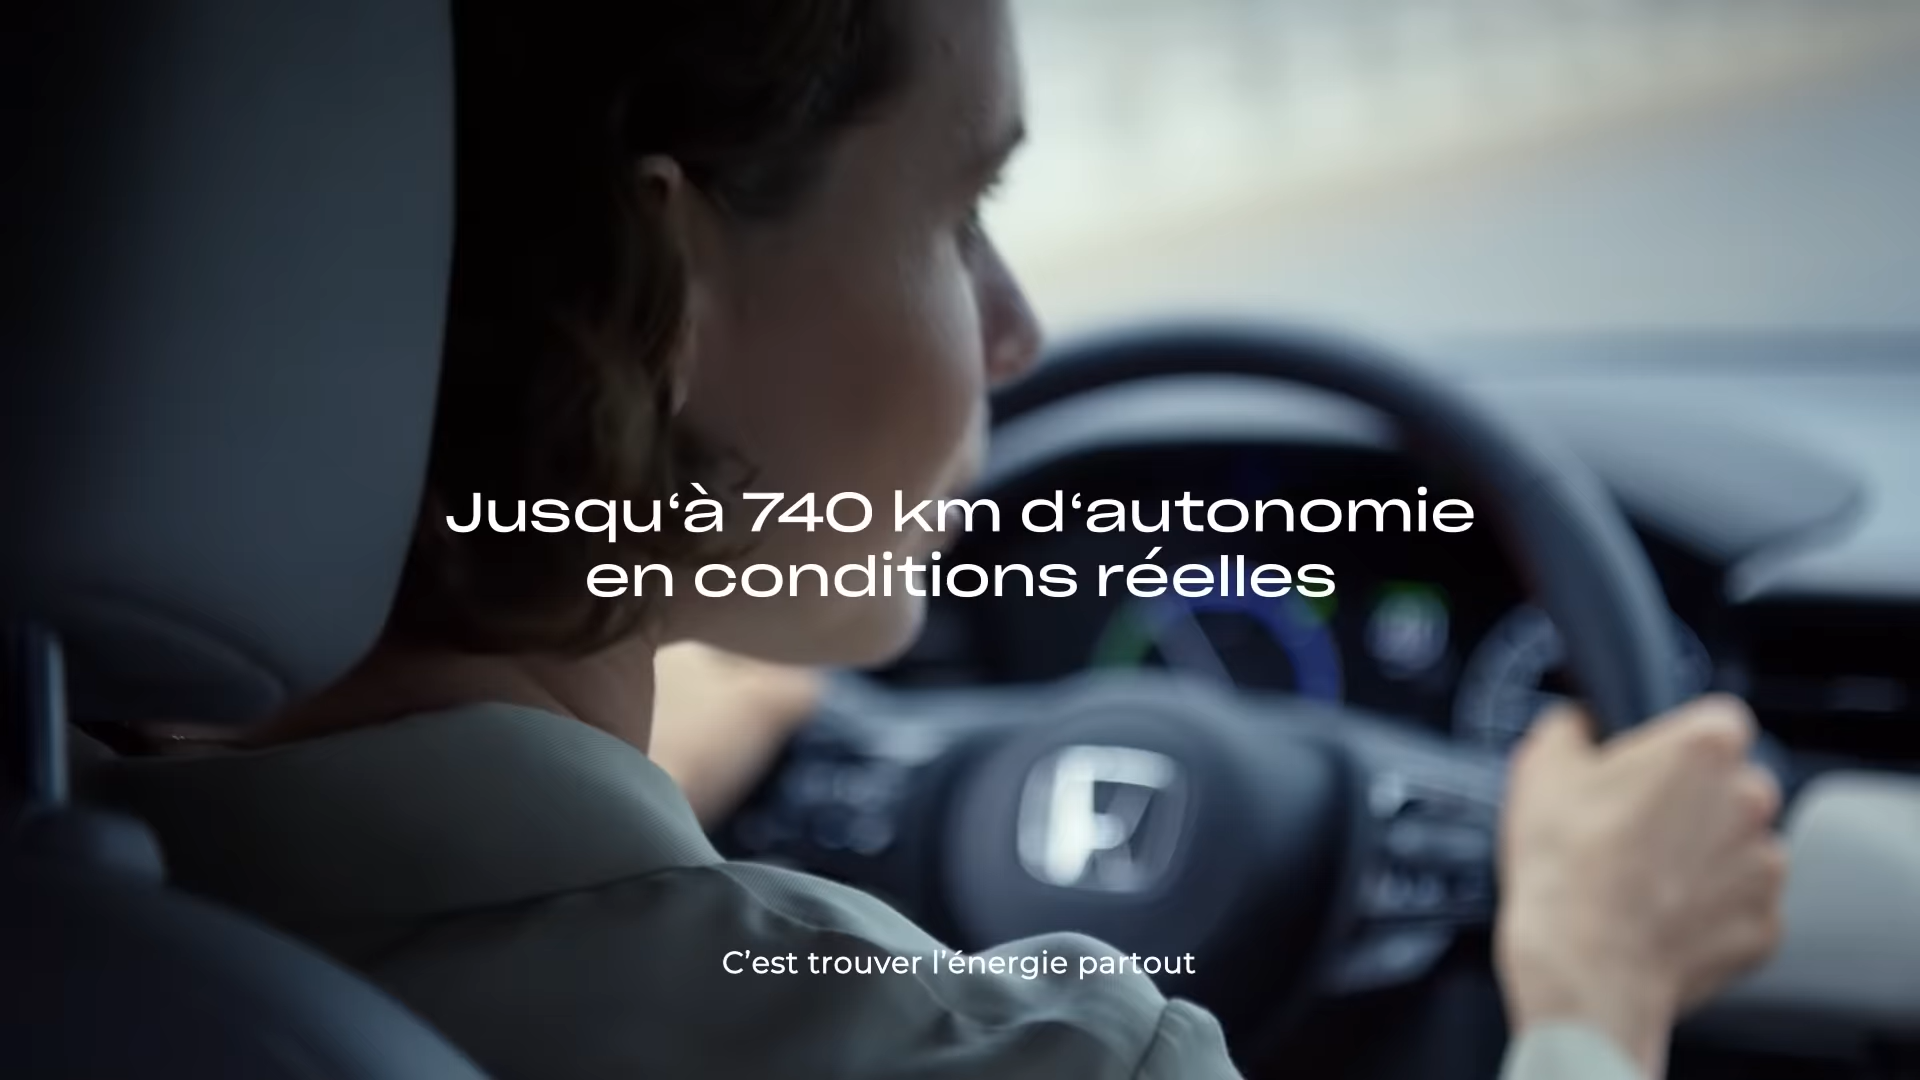 Jusqu‘à 740 km d‘autonomie
en conditions réelles
C’est trouver l’énergie partout